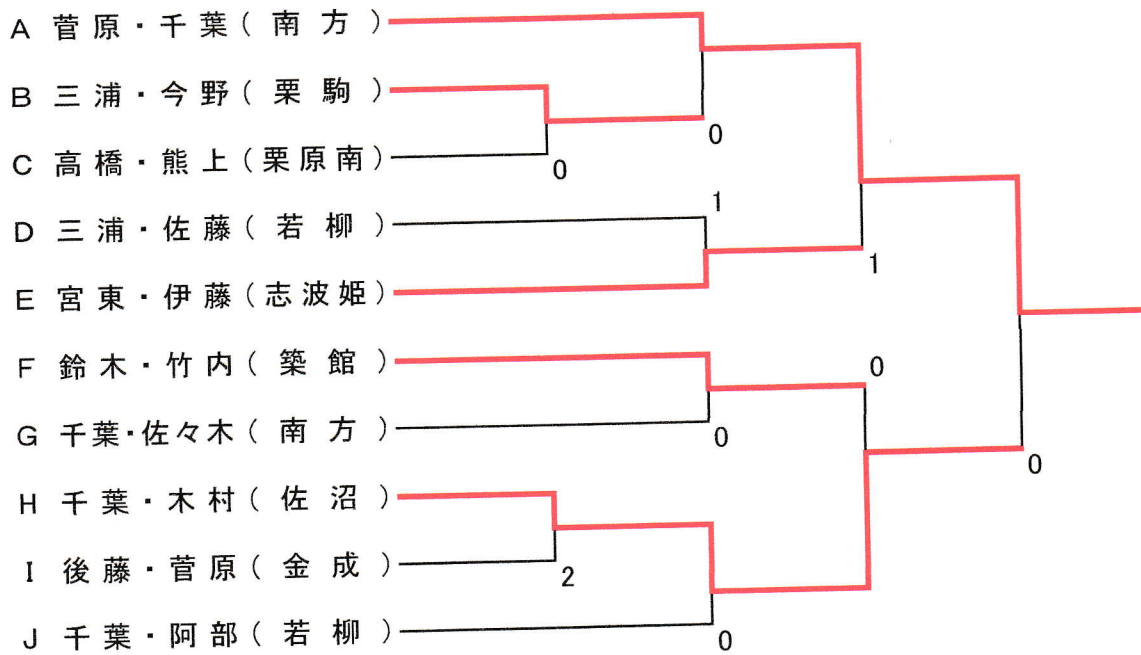 A 菅原・千葉(南方)
B 三浦・今野(栗駒)
0
C 高橋・熊上(栗原南)
0
1
D 三浦・佐藤(若柳)
1
E 宮東・伊藤(志波姫)
F 鈴木・竹内(築館)
0
G 千葉・佐々木(南方)
0
0
H 千葉・木村(佐沼)
I 後藤・菅原(金成)
2
J 千葉・阿部(若柳)
0